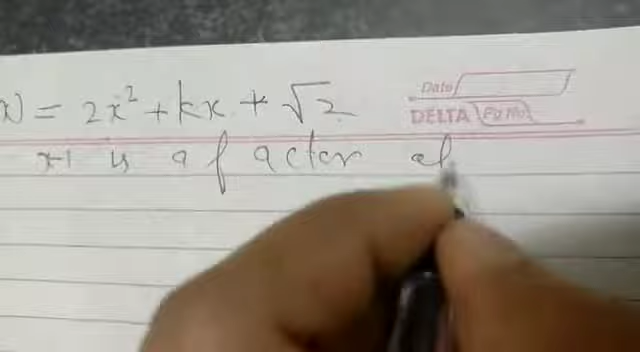 x) = 2x² + kx + √2
Date
DELTA Pg No.
x-1 is a factor of